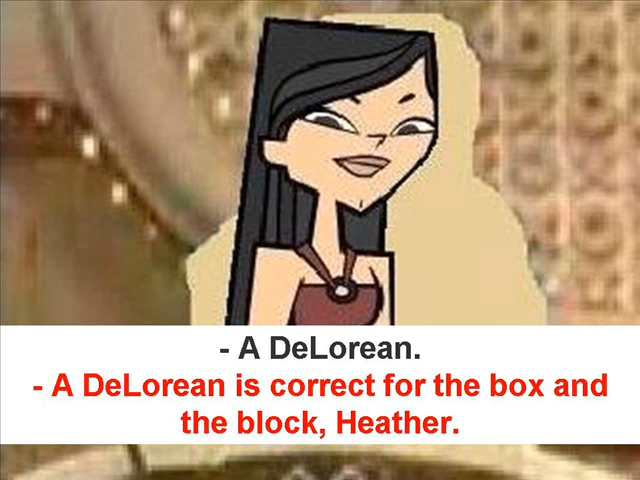 - A DeLorean.
- A DeLorean is correct for the box and
the block, Heather.